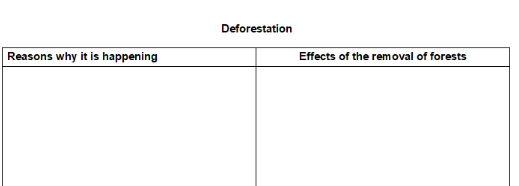 Deforestation
Reasons why it is happening
Effects of the removal of forests